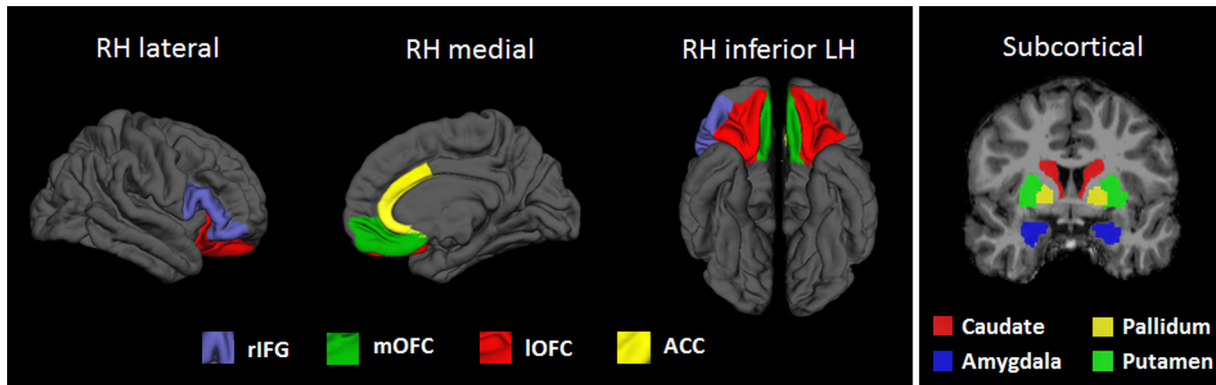 RH lateral
RH medial
RH inferior LH
Subcortical
rIFG
mOFC
lOFC
ACC
Caudate
Pallidum
Amygdala
Putamen